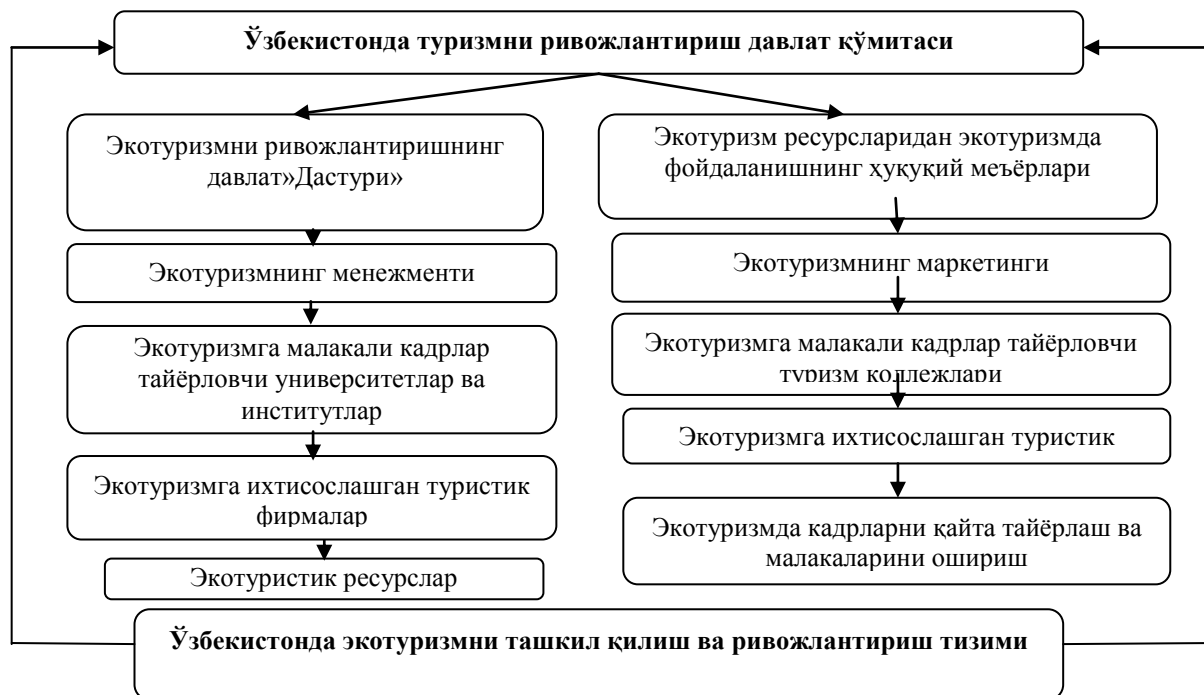 Ўзбекистонда туризмни ривожлантириш давлат қўмитаси
Экотуризмни ривожлантиришнинг
давлат»Дастури»
Экотуризмнинг менежменти
Экотуризмга малакали кадрлар
тайёрловчи университетлар ва
институтлар
Экотуризмга ихтисослашган туристик
фирмалар
Экотуристик ресурслар
Экотуризм ресурсларидан экотуризмда
фойдаланишнинг ҳуқуқий меъёрлари
Экотуризмнинг маркетинги
Экотуризмга малакали кадрлар тайёрловчи
туризм коллежлари
Экотуризмга ихтисослашган туристик
Экотуризмда кадрларни қайта тайёрлаш ва
малакаларини ошириш
Ўзбекистонда экотуризмни ташкил қилиш ва ривожлантириш тизими